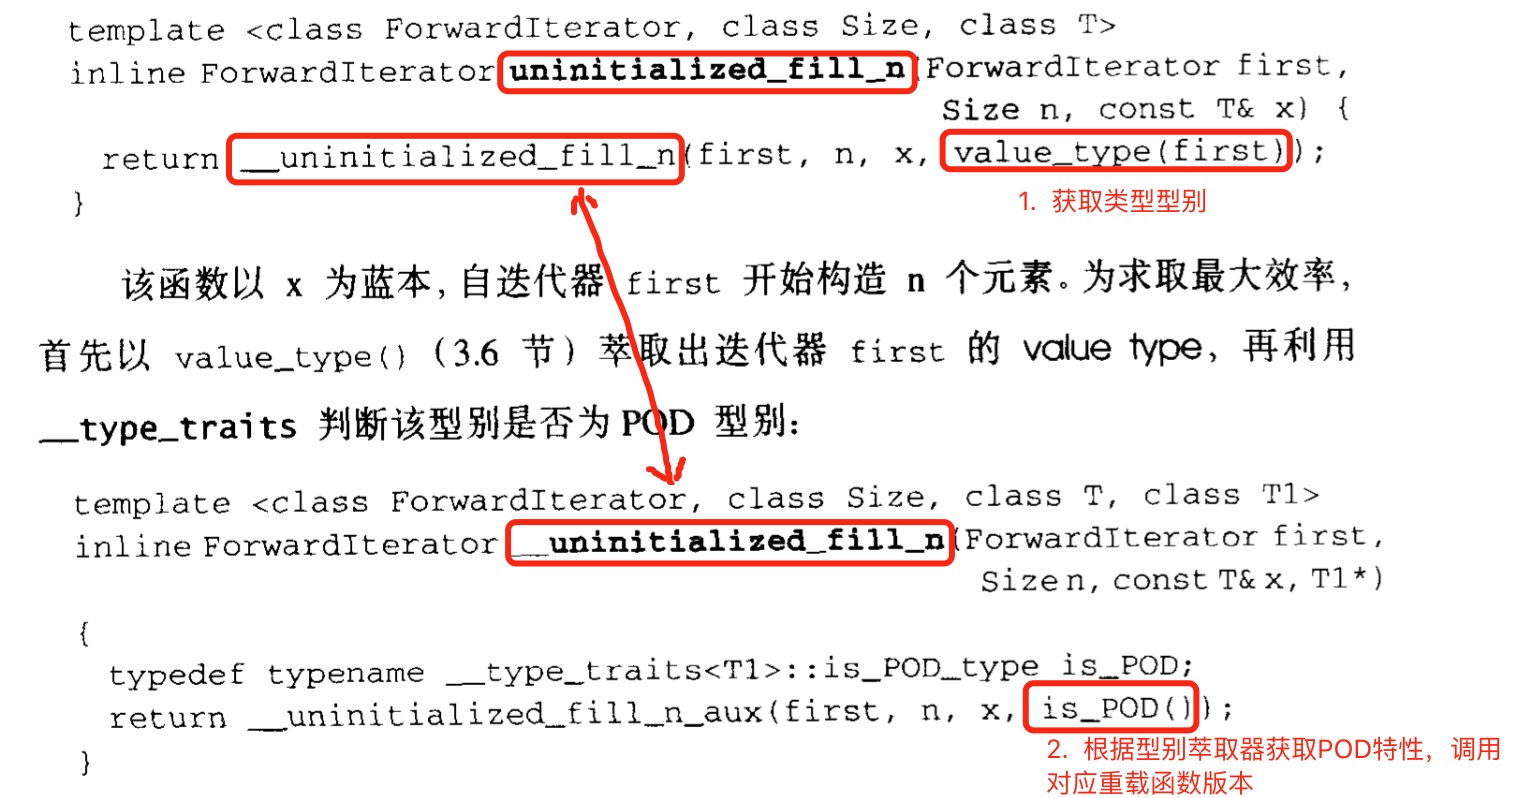 template <class ForwardIterator, class Size, class T>
inline ForwardIterator uninitialized_fill_n(ForwardIterator first,
Size n, const T& x) {
return __uninitialized_fill_n(first, n, x, value_type(first));
1. 获取类型型别
}
该函数以 x 为蓝本,自迭代器 first 开始构造 n 个元素。为求取最大效率,
首先以 value_type()(3.6 节)萃取出迭代器 first 的 value type,再利用
__type_traits 判断该型别是否为 POD 型别:
template <class ForwardIterator, class Size, class T, class T1>
inline ForwardIterator __uninitialized_fill_n(ForwardIterator first,
Size n, const T& x, T1*)
{
typedef typename __type_traits<T1>::is_POD_type is_POD;
return __uninitialized_fill_n_aux(first, n, x, is_POD());
2. 根据型别萃取器获取POD特性,调用
对应重载函数版本
}